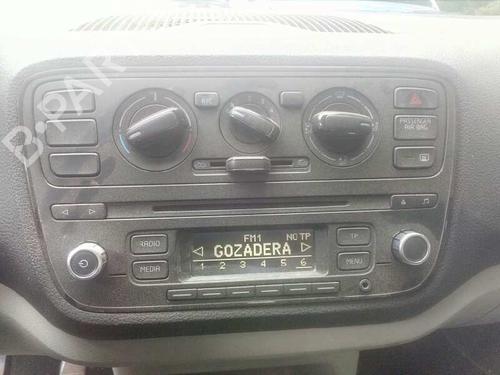 A/C
PASSENGER
AIR BAG
B-PARTS
RADIO
MEDIA
FM1 NO TP
GOZADERA
1 2 3 4 5 6
TP
MENU